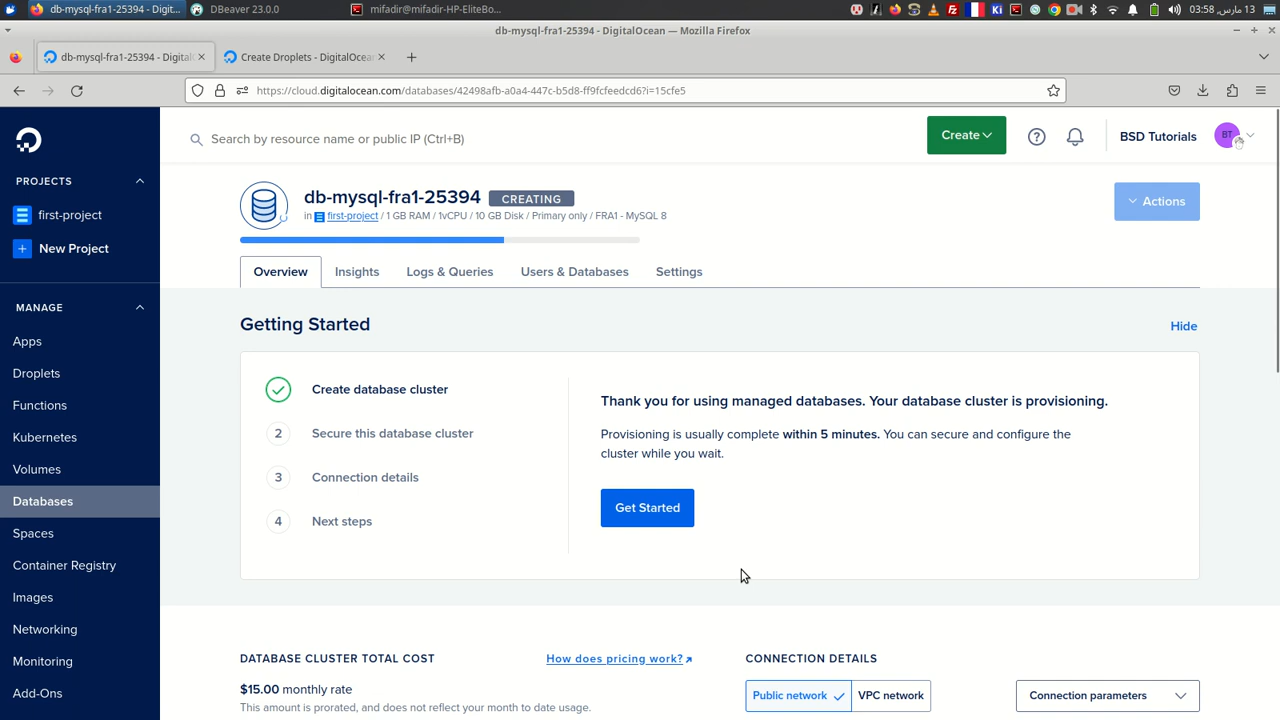 db-mysql-fra1-25394 - Digit...
DBeaver 23.0.0
mifadir@mifadir-HP-EliteBo...
Ki
03:58 ,13 مارس
db-mysql-fra1-25394 - DigitalOcean — Mozilla Firefox
db-mysql-fra1-25394 - Digital
Create Droplets - DigitalOcean
https://cloud.digitalocean.com/databases/42498afb-a0a4-447c-b5d8-ff9fcfeedcd6?i=15cfe5
Search by resource name or public IP (Ctrl+B)
Create
BSD Tutorials
BT
PROJECTS
first-project
New Project
MANAGE
Apps
Droplets
Functions
Kubernetes
Volumes
Databases
Spaces
Container Registry
Images
Networking
Monitoring
Add-Ons
db-mysql-fra1-25394
CREATING
in first-project / 1 GB RAM / 1vCPU / 10 GB Disk / Primary only / FRA1 - MySQL 8
Actions
Overview
Insights
Logs & Queries
Users & Databases
Settings
Getting Started
Hide
Create database cluster
2 Secure this database cluster
3 Connection details
4 Next steps
Thank you for using managed databases. Your database cluster is provisioning.
Provisioning is usually complete within 5 minutes. You can secure and configure the
cluster while you wait.
Get Started
DATABASE CLUSTER TOTAL COST
How does pricing work?
$15.00 monthly rate
This amount is prorated, and does not reflect your month to date usage.
CONNECTION DETAILS
Public network
VPC network
Connection parameters